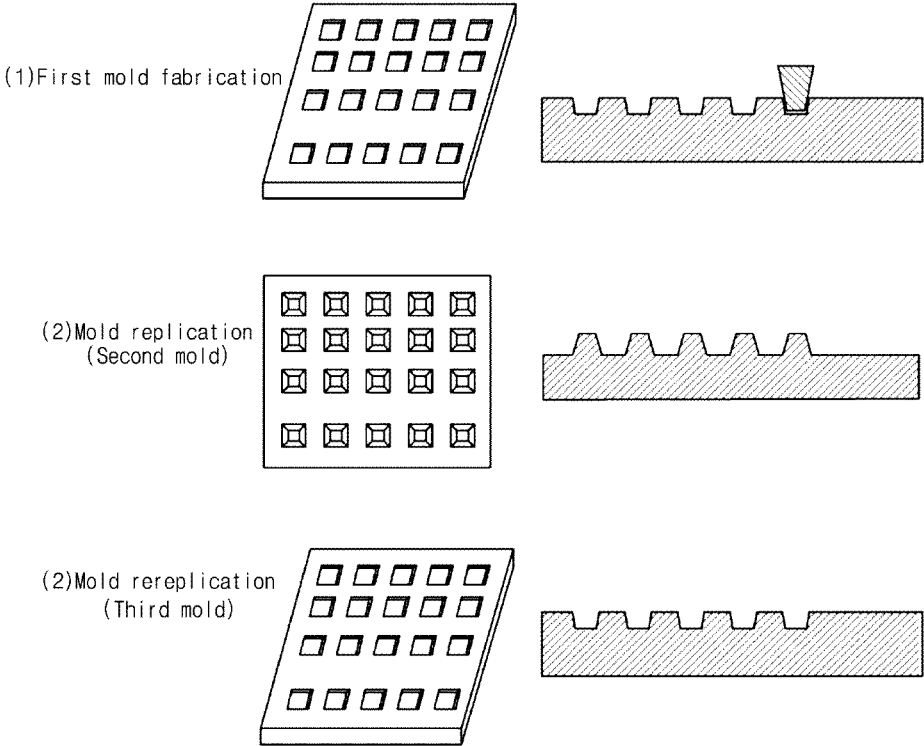 (1)First mold fabrication
(2)Mold replication
(Second mold)
(2)Mold rereplication
(Third mold)